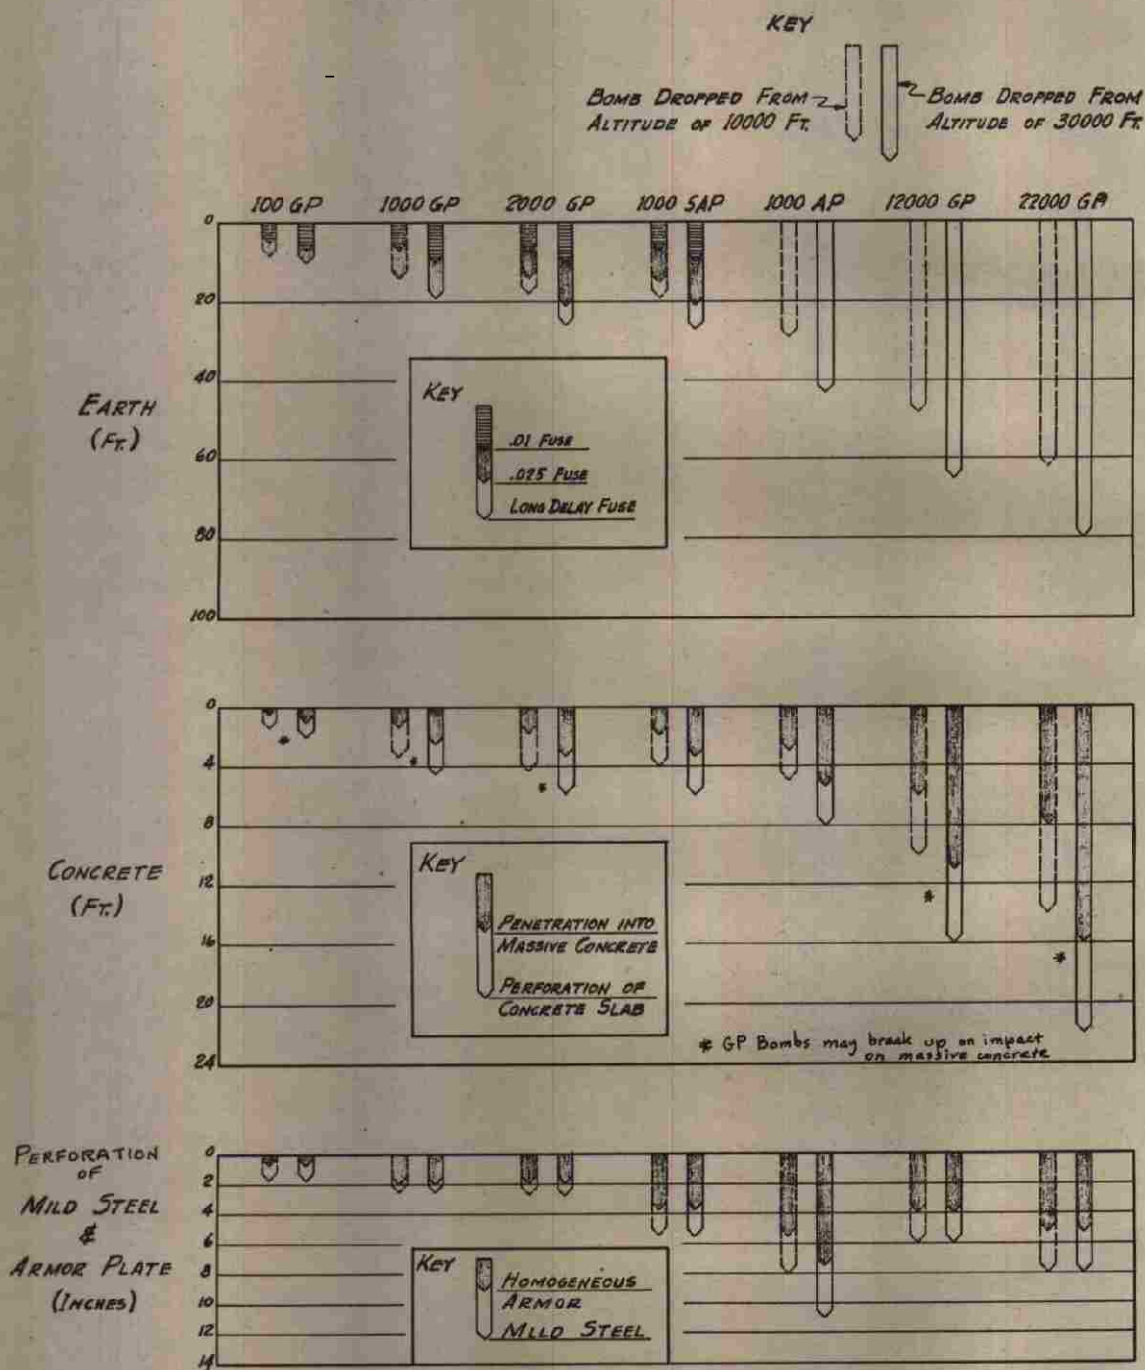 KEY
BOMB DROPPED FROM
ALTITUDE OF 10000 FT.
BOMB DROPPED FROM
ALTITUDE OF 30000 FT.
100 GP 1000 GP 2000 GP 1000 SAP 1000 AP 12000 GP 22000 GP
EARTH
(FT.)
0
20
40
60
80
100
KEY
.01 FUSE
.025 FUSE
LONG DELAY FUSE
CONCRETE
(FT.)
0
4
8
12
16
20
24
*
*
*
*
*
KEY
PENETRATION INTO
MASSIVE CONCRETE
PERFORATION OF
CONCRETE SLAB
* GP Bombs may break up on impact
on massive concrete
PERFORATION
OF
MILD STEEL
&
ARMOR PLATE
(INCHES)
0
2
4
6
8
10
12
14
KEY
HOMOGENEOUS
ARMOR
MILD STEEL